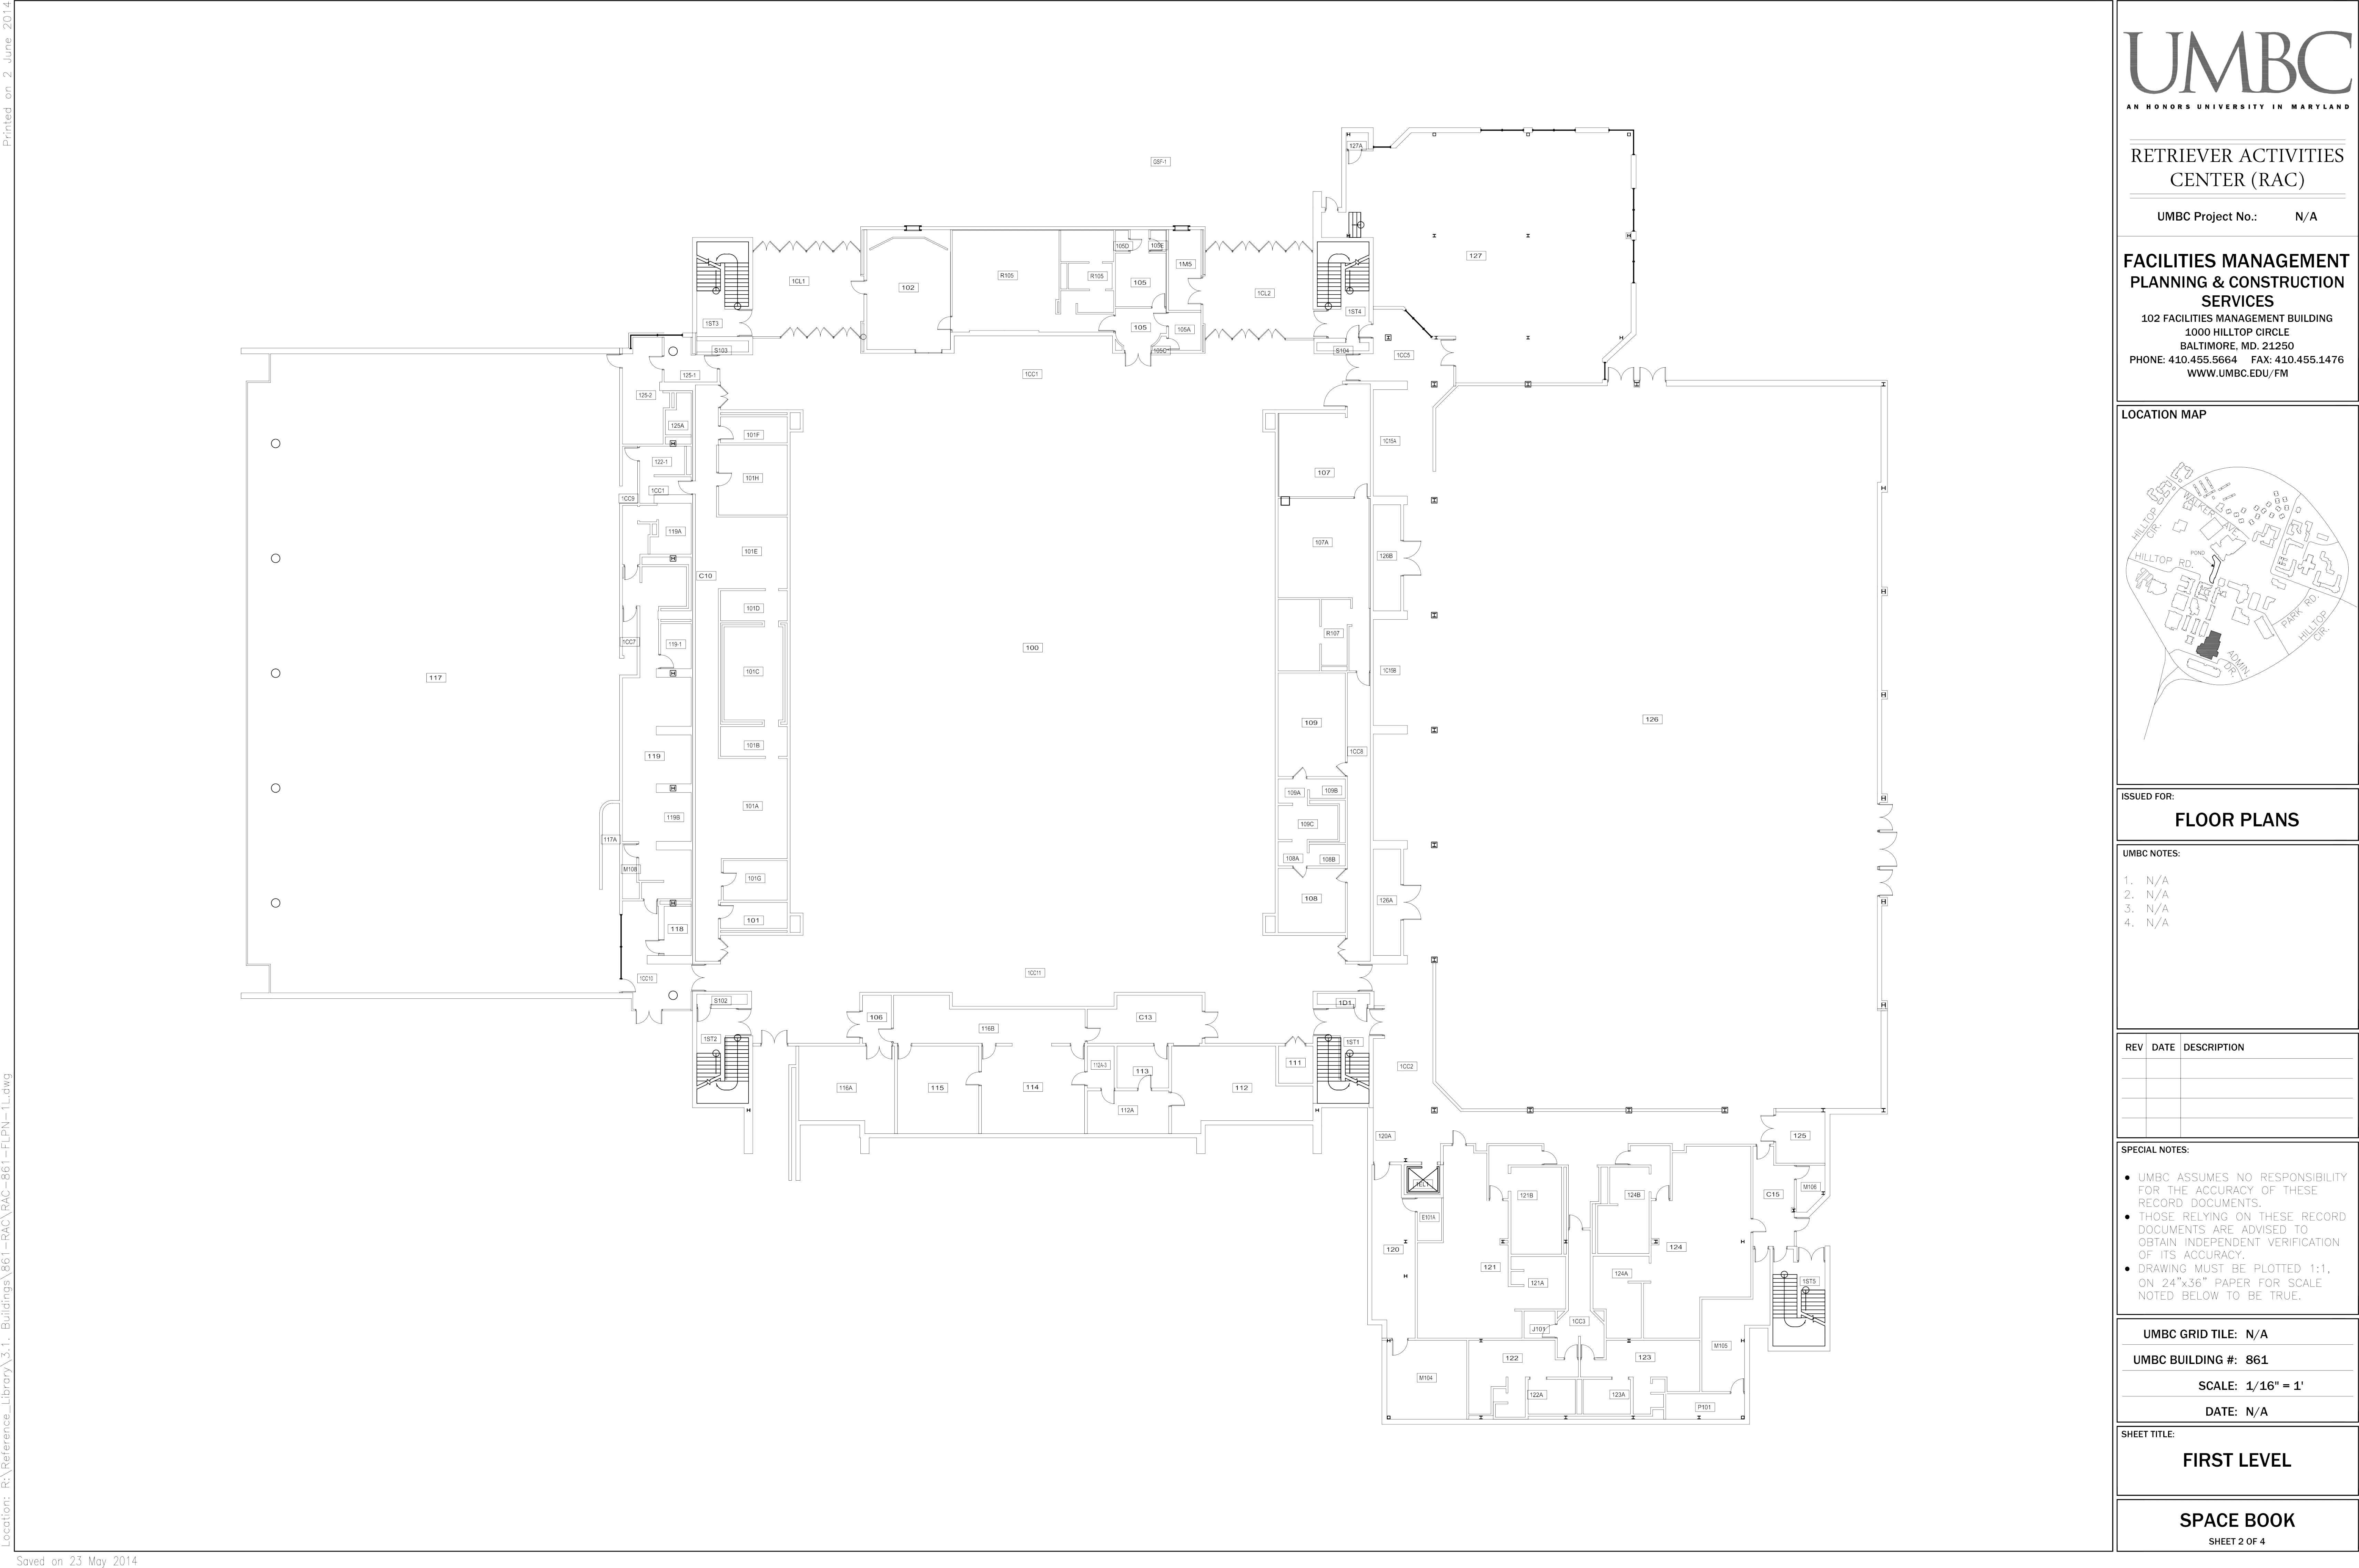 Printed on 2 June 2014
Location: R:\Reference_Library\3.1. Buildings\861-RAC\RAC-861-FLPN-1L.dwg
Saved on 23 May 2014
GSF-1
127A
127
105D
105E
1M5
1CL1
102
R105
R105
105
1CL2
1ST3
105
105A
105C
1ST4
S103
S104
1CC5
125-1
1CC1
125-2
125A
101F
1C15A
122-1
101H
107
1CC9
1CC1
119A
101E
107A
126B
C10
101D
1CC7
119-1
R107
100
101C
1C15B
117
109
126
101B
1CC8
119
109A
109B
101A
119B
109C
117A
108A
108B
M108
101G
108
126A
101
118
1CC10
1CC11
S102
1D1
106
C13
116B
1ST2
1ST1
112A-3
111
1CC2
113
116A
115
114
112
112A
120A
125
1EL1
121B
124B
M106
C15
E101A
120
124
121
124A
121A
1ST5
1CC3
J101
M105
122
123
M104
122A
123A
P101
UMBC
AN HONORS UNIVERSITY IN MARYLAND
RETRIEVER ACTIVITIES
CENTER (RAC)
UMBC Project No.: N/A
FACILITIES MANAGEMENT
PLANNING & CONSTRUCTION
SERVICES
102 FACILITIES MANAGEMENT BUILDING
1000 HILLTOP CIRCLE
BALTIMORE, MD. 21250
PHONE: 410.455.5664 FAX: 410.455.1476
WWW.UMBC.EDU/FM
LOCATION MAP
WALKER AVE.
HILLTOP CIR.
POND
HILLTOP RD.
PARK RD.
HILLTOP CIR.
ADMIN. DR.
ISSUED FOR:
FLOOR PLANS
UMBC NOTES:
1. N/A
2. N/A
3. N/A
4. N/A
REV DATE DESCRIPTION
SPECIAL NOTES:
● UMBC ASSUMES NO RESPONSIBILITY
FOR THE ACCURACY OF THESE
RECORD DOCUMENTS.
● THOSE RELYING ON THESE RECORD
DOCUMENTS ARE ADVISED TO
OBTAIN INDEPENDENT VERIFICATION
OF ITS ACCURACY.
● DRAWING MUST BE PLOTTED 1:1,
ON 24"x36" PAPER FOR SCALE
NOTED BELOW TO BE TRUE.
UMBC GRID TILE: N/A
UMBC BUILDING #: 861
SCALE: 1/16" = 1'
DATE: N/A
SHEET TITLE:
FIRST LEVEL
SPACE BOOK
SHEET 2 OF 4